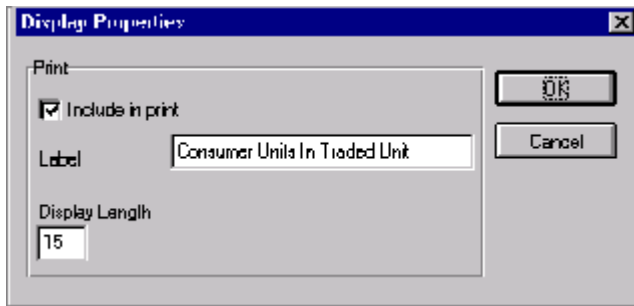 Display Properties
Print
Include in print
Label
Consumer Units In Traded Unit
Display Length
15
OK
Cancel